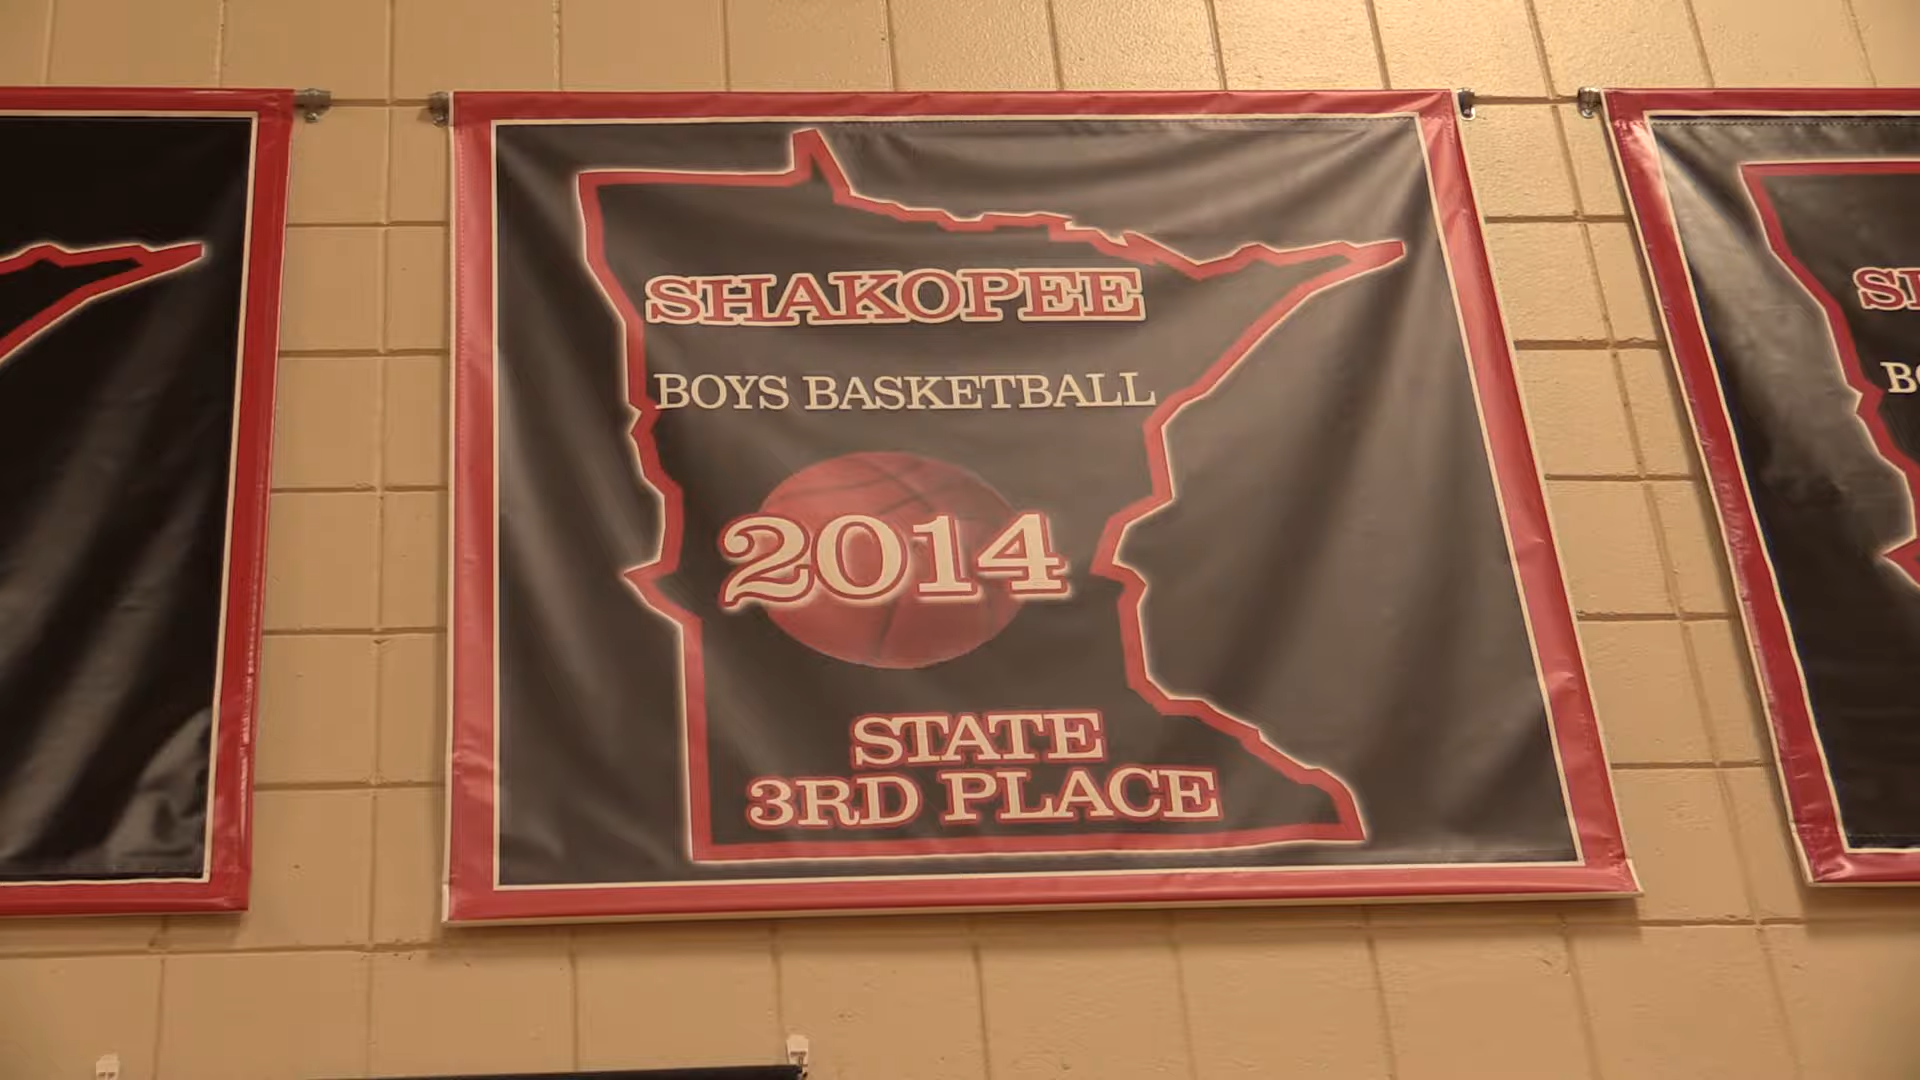 SHAKOPEE
BOYS BASKETBALL
2014
STATE
3RD PLACE